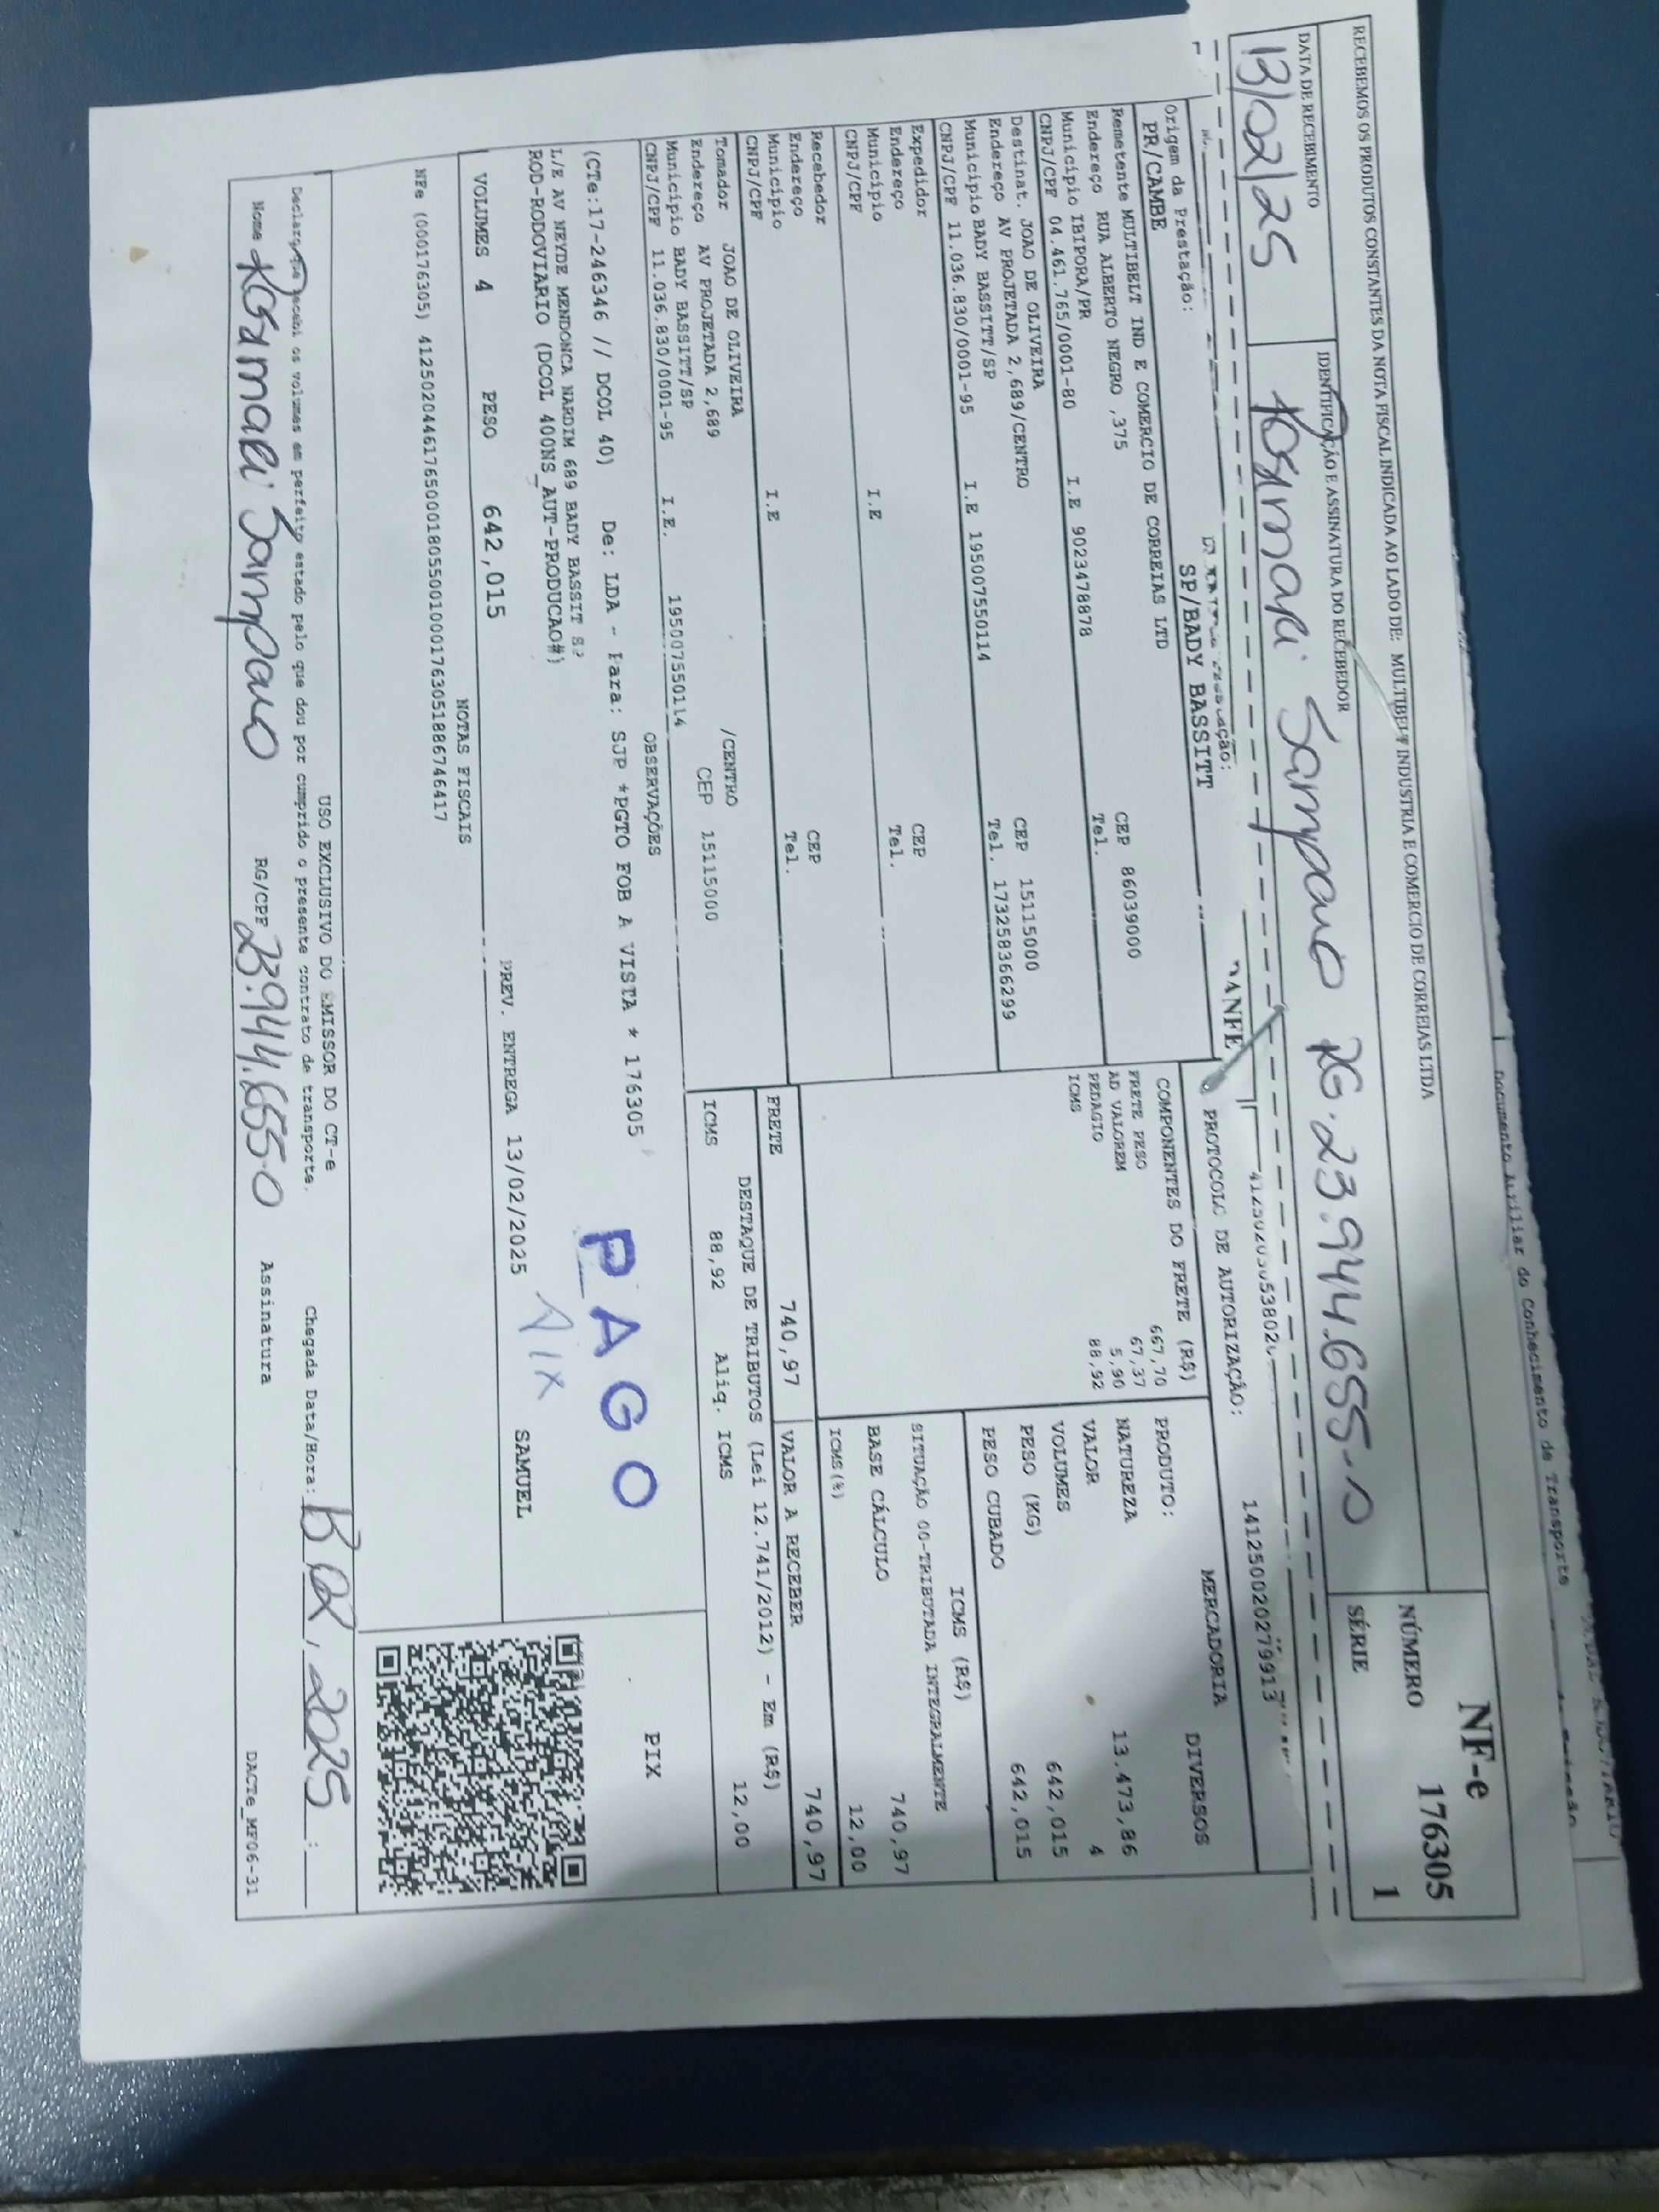 Documento Auxiliar do Conhecimento de Transporte
RECEBEMOS OS PRODUTOS CONSTANTES DA NOTA FISCAL INDICADA AO LADO DE: MULTIBELT INDUSTRIA E COMERCIO DE CORREIAS LTDA
NF-e
DATA DE RECEBIMENTO
IDENTIFICAÇÃO E ASSINATURA DO RECEBEDOR
NÚMERO 176305
SÉRIE 1
13/02/25
Rosimari Sampaio RG.23.944.655-0
DANFE
PROTOCOLO DE AUTORIZAÇÃO: 141250020279913
Origem da Prestação:
PR/CAMBE
SP/BADY BASSITT
Remetente MULTIBELT IND E COMERCIO DE CORREIAS LTD
Endereço RUA ALBERTO NEGRO ,375 CEP 86039000
Município IBIPORA/PR Tel.
CNPJ/CPF 04.461.765/0001-80 I.E 9023478878
Destinat. JOAO DE OLIVEIRA
Endereço AV PROJETADA 2,689/CENTRO CEP 15115000
Município BADY BASSITT/SP Tel. 173258366299
CNPJ/CPF 11.036.830/0001-95 I.E 195007550114
Expedidor
Endereço CEP
Município Tel.
CNPJ/CPF I.E
Recebedor
Endereço CEP
Município Tel.
CNPJ/CPF I.E
Tomador JOAO DE OLIVEIRA
Endereço AV PROJETADA 2,689 /CENTRO
Município BADY BASSITT/SP CEP 15115000
CNPJ/CPF 11.036.830/0001-95 I.E. 195007550114
COMPONENTES DO FRETE (R$)
FRETE PESO 667,70
AD VALOREM 67,37
PEDAGIO 5,90
ICMS 88,92
MERCADORIA
PRODUTO: DIVERSOS
NATUREZA
VALOR 13.473,86
VOLUMES 4
PESO (KG) 642,015
PESO CUBADO 642,015
ICMS (R$)
SITUAÇÃO 00-TRIBUTADA INTEGRALMENTE
BASE CÁLCULO 740,97
ICMS(%) 12,00
FRETE 740,97
VALOR A RECEBER 740,97
DESTAQUE DE TRIBUTOS (Lei 12.741/2012) - Em (R$)
ICMS 88,92 Alíq. ICMS 12,00
OBSERVAÇÕES
(CTe:17-246346 // DCOL 40) De: LDA - Para: SJP *PGTO FOB A VISTA * 176305
L/E AV NEYDE MENDONCA NARDIM 689 BADY BASSIT SP
ROD-RODOVIARIO (DCOL 400NS_AUT-PRODUCAO#)
PAGO
PIX
PIX
VOLUMES 4 PESO 642,015 PREV. ENTREGA 13/02/2025 SAMUEL
NOTAS FISCAIS
NFe (000176305) 41250204461765000180550010001763051886746417
USO EXCLUSIVO DO EMISSOR DO CT-e
Declaro que recebi os volumes em perfeito estado pelo que dou por cumprido o presente contrato de transporte. Chegada Data/Hora: 13/02/2025 :
Nome Rosimari Sampaio RG/CPF 23.944.655-0 Assinatura
DACTe_MF06-31